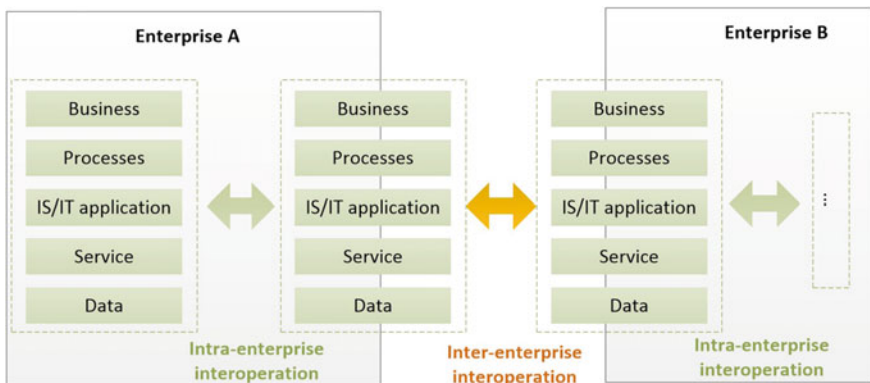 Enterprise A
Enterprise B
Business
Processes
IS/IT application
Service
Data
Business
Processes
IS/IT application
Service
Data
Business
Processes
IS/IT application
Service
Data
...
Intra-enterprise
interoperation
Inter-enterprise
interoperation
Intra-enterprise
interoperation